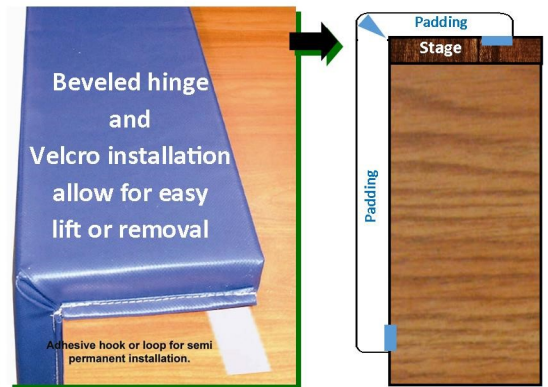 Beveled hinge
and
Velcro installation
allow for easy
lift or removal
Adhesive hook or loop for semi
permanent installation.
Padding
Stage
Padding